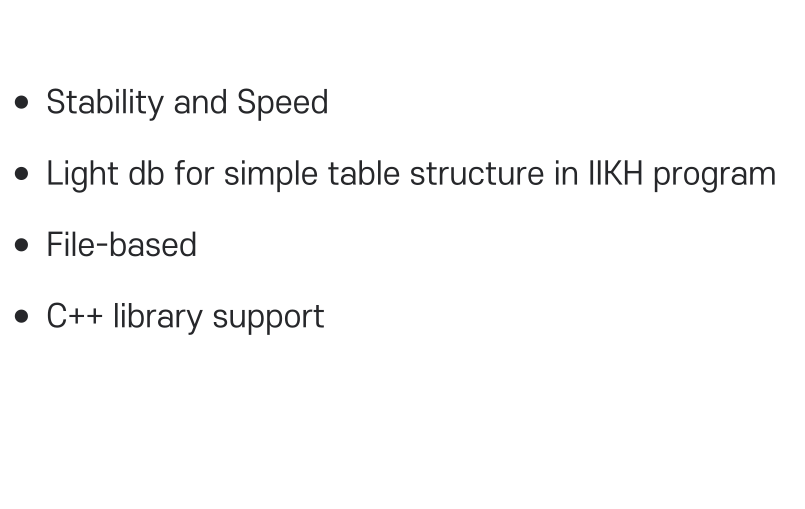 • Stability and Speed
• Light db for simple table structure in IIKH program
• File-based
• C++ library support